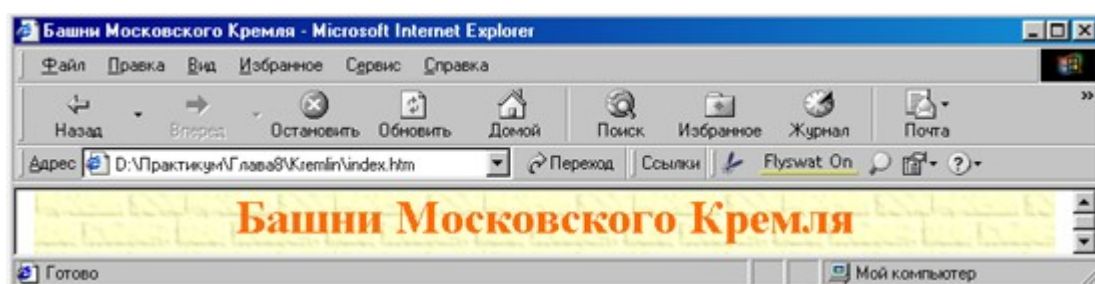 Башни Московского Кремля - Microsoft Internet Explorer
Файл Правка Вид Избранное Сервис Справка
Назад Вперед Остановить Обновить Домой Поиск Избранное Журнал Почта »
Адрес D:\Практикум\Глава8\Kremlin\index.htm Переход Ссылки Flyswat On
Башни Московского Кремля
Готово Мой компьютер